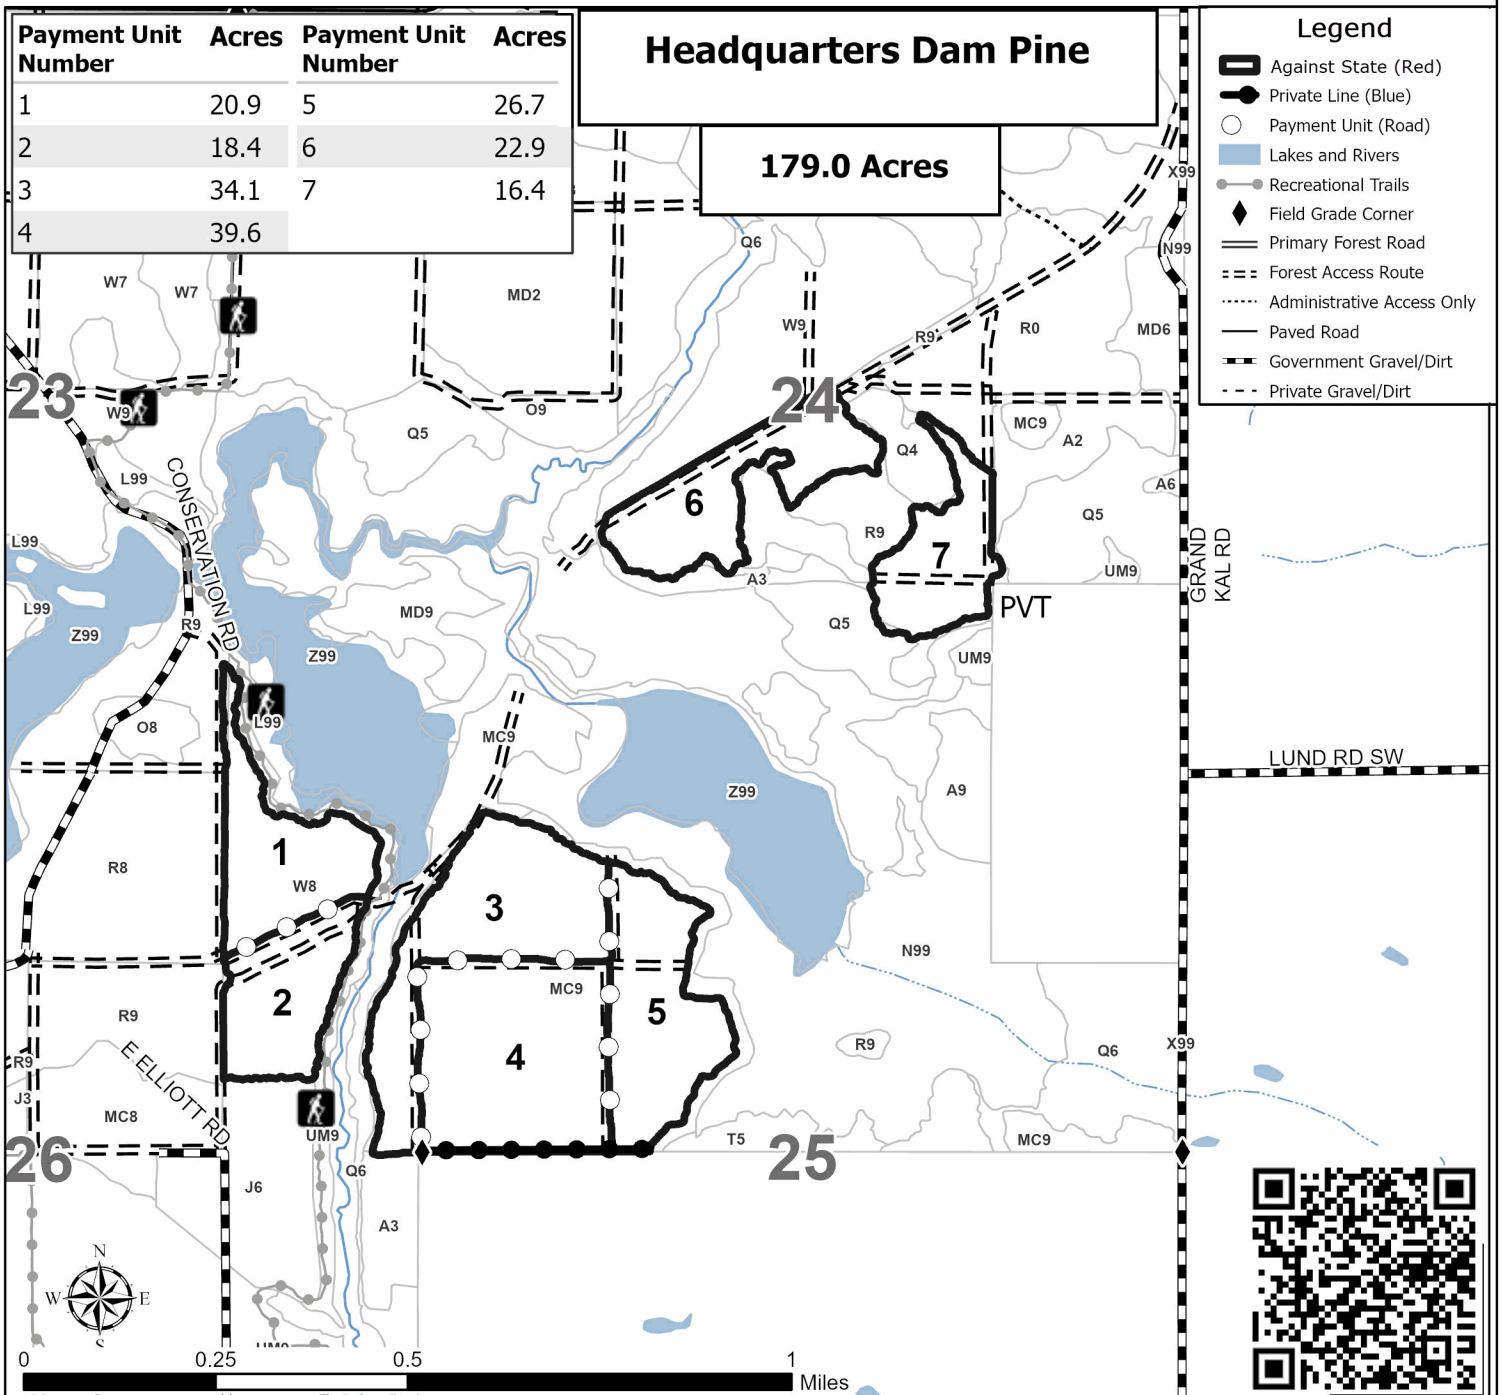 Payment Unit Number Acres Payment Unit Number Acres
1 20.9 5 26.7
2 18.4 6 22.9
3 34.1 7 16.4
4 39.6
Headquarters Dam Pine
179.0 Acres
Legend
Against State (Red)
Private Line (Blue)
Payment Unit (Road)
Lakes and Rivers
Recreational Trails
Field Grade Corner
Primary Forest Road
Forest Access Route
Administrative Access Only
Paved Road
Government Gravel/Dirt
Private Gravel/Dirt
X99
Q6
N99
W7
W7
MD2
W9
R9
R0
MD6
23
W9
24
O9
Q5
MC9
A2
Q4
L99
A6
CONSERVATION RD
6
Q5
R9
L99
7
GRAND
KAL RD
UM9
A3
L99
MD9
PVT
Z99
R9
Q5
Z99
UM9
L99
O8
MC9
LUND RD SW
Z99
A9
1
R8
W8
3
N99
MC9
2
5
R9
R9
X99
Q6
E ELLIOTT RD
4
R9
J3
MC8
UM9
T5
MC9
26
25
Q6
J6
A3
N
W E
S
UM9
0 0.25 0.5 1
Miles